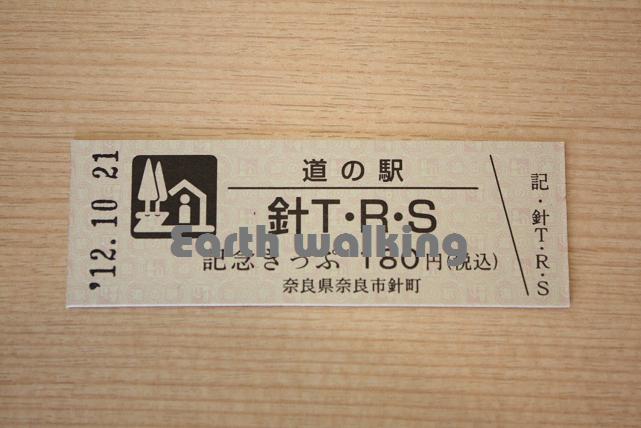 '12.10 21
道の駅
針T・R・S
Earth walking
記念きっぷ 180円(税込)
奈良県奈良市針町
記・針T・R・S